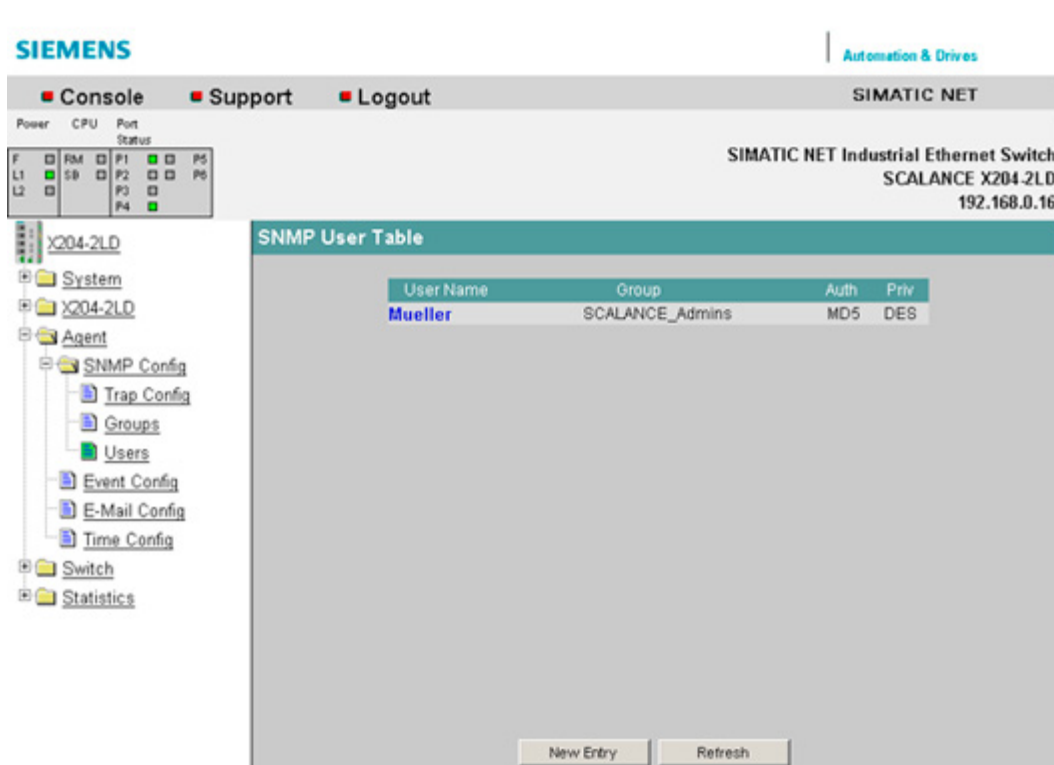 SIEMENS
Automation & Drives
Console Support Logout SIMATIC NET
Power CPU Port Status
F RM P1 P5
L1 SB P2 P6
L2 P3
P4
SIMATIC NET Industrial Ethernet Switch
SCALANCE X204-2LD
192.168.0.16
X204-2LD
System
X204-2LD
Agent
SNMP Config
Trap Config
Groups
Users
Event Config
E-Mail Config
Time Config
Switch
Statistics
SNMP User Table
User Name Group Auth Priv
Mueller SCALANCE_Admins MD5 DES
New Entry Refresh